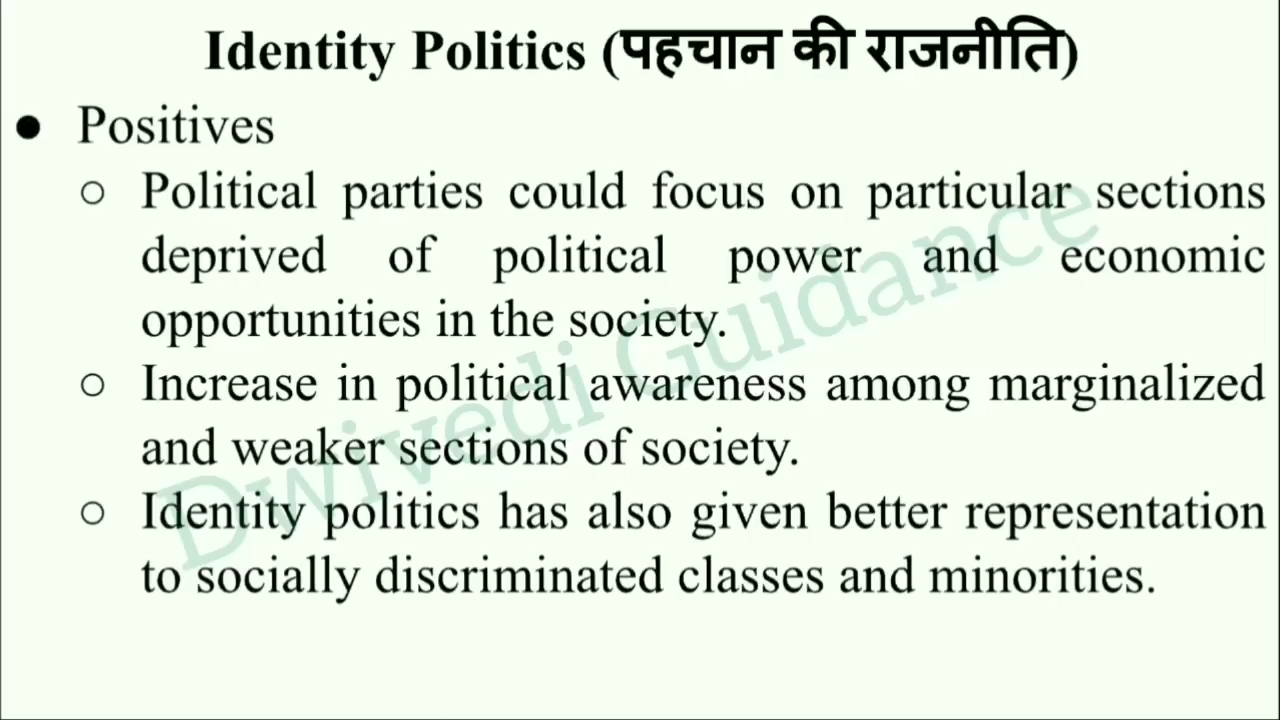 Identity Politics (पहचान की राजनीति)
● Positives
○ Political parties could focus on particular sections
deprived of political power and economic
opportunities in the society.
○ Increase in political awareness among marginalized
and weaker sections of society.
○ Identity politics has also given better representation
to socially discriminated classes and minorities.
Dwivedi Guidance